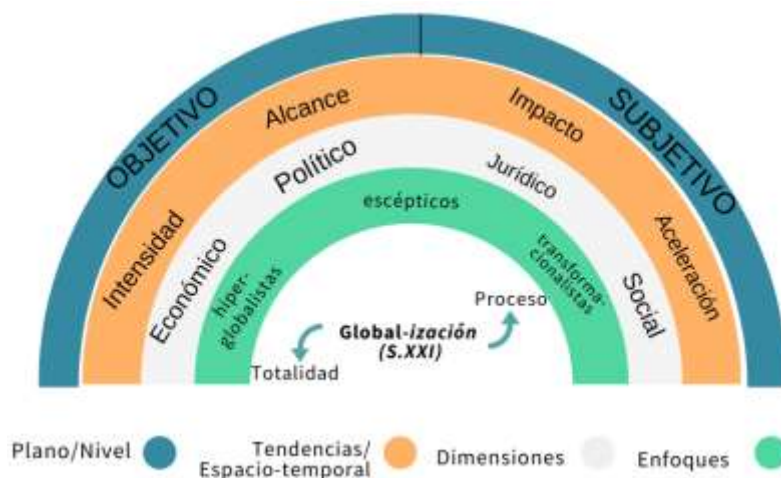 OBJETIVO
SUBJETIVO
Intensidad
Alcance
Impacto
Aceleración
Económico
Político
Jurídico
Social
hiper-
globalistas
escépticos
transforma-
cionalistas
Proceso
Global-ización
(S.XXI)
Totalidad
Plano/Nivel
Tendencias/
Espacio-temporal
Dimensiones
Enfoques